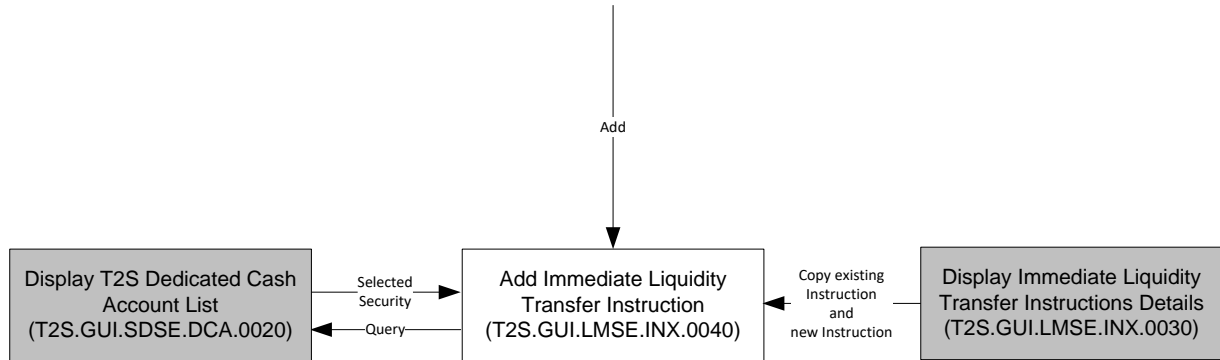 Add
Display T2S Dedicated Cash
Account List
(T2S.GUI.SDSE.DCA.0020)
Selected
Security
Query
Add Immediate Liquidity
Transfer Instruction
(T2S.GUI.LMSE.INX.0040)
Copy existing
Instruction
and
new Instruction
Display Immediate Liquidity
Transfer Instructions Details
(T2S.GUI.LMSE.INX.0030)